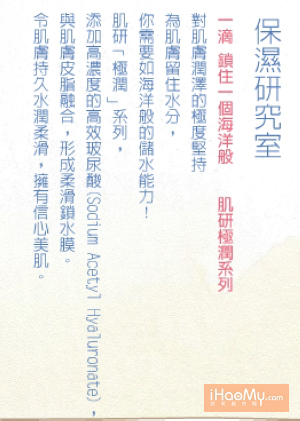 保濕研究室
一滴 鎖住一個海洋般 肌研極潤系列
對肌膚潤澤的極度堅持
為肌膚留住水分，
你需要如海洋般的儲水能力！
肌研「極潤」系列，
添加高濃度的高效玻尿酸(Sodium Acetyl Hyaluronate)，
與肌膚皮脂融合，形成柔滑鎖水膜。
令肌膚持久水潤柔滑，擁有信心美肌。
iHaoMy.com